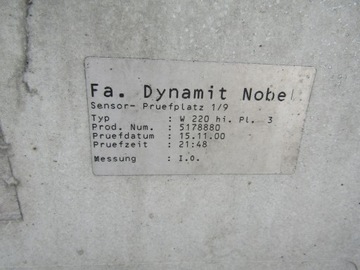 Fa. Dynamit Nobel
Sensor- Pruefplatz 1/9
Typ : W 220 hi. Pl. 3
Prod. Num. : 5178880
Pruefdatum : 15.11.00
Pruefzeit : 21:48
Messung : I.O.